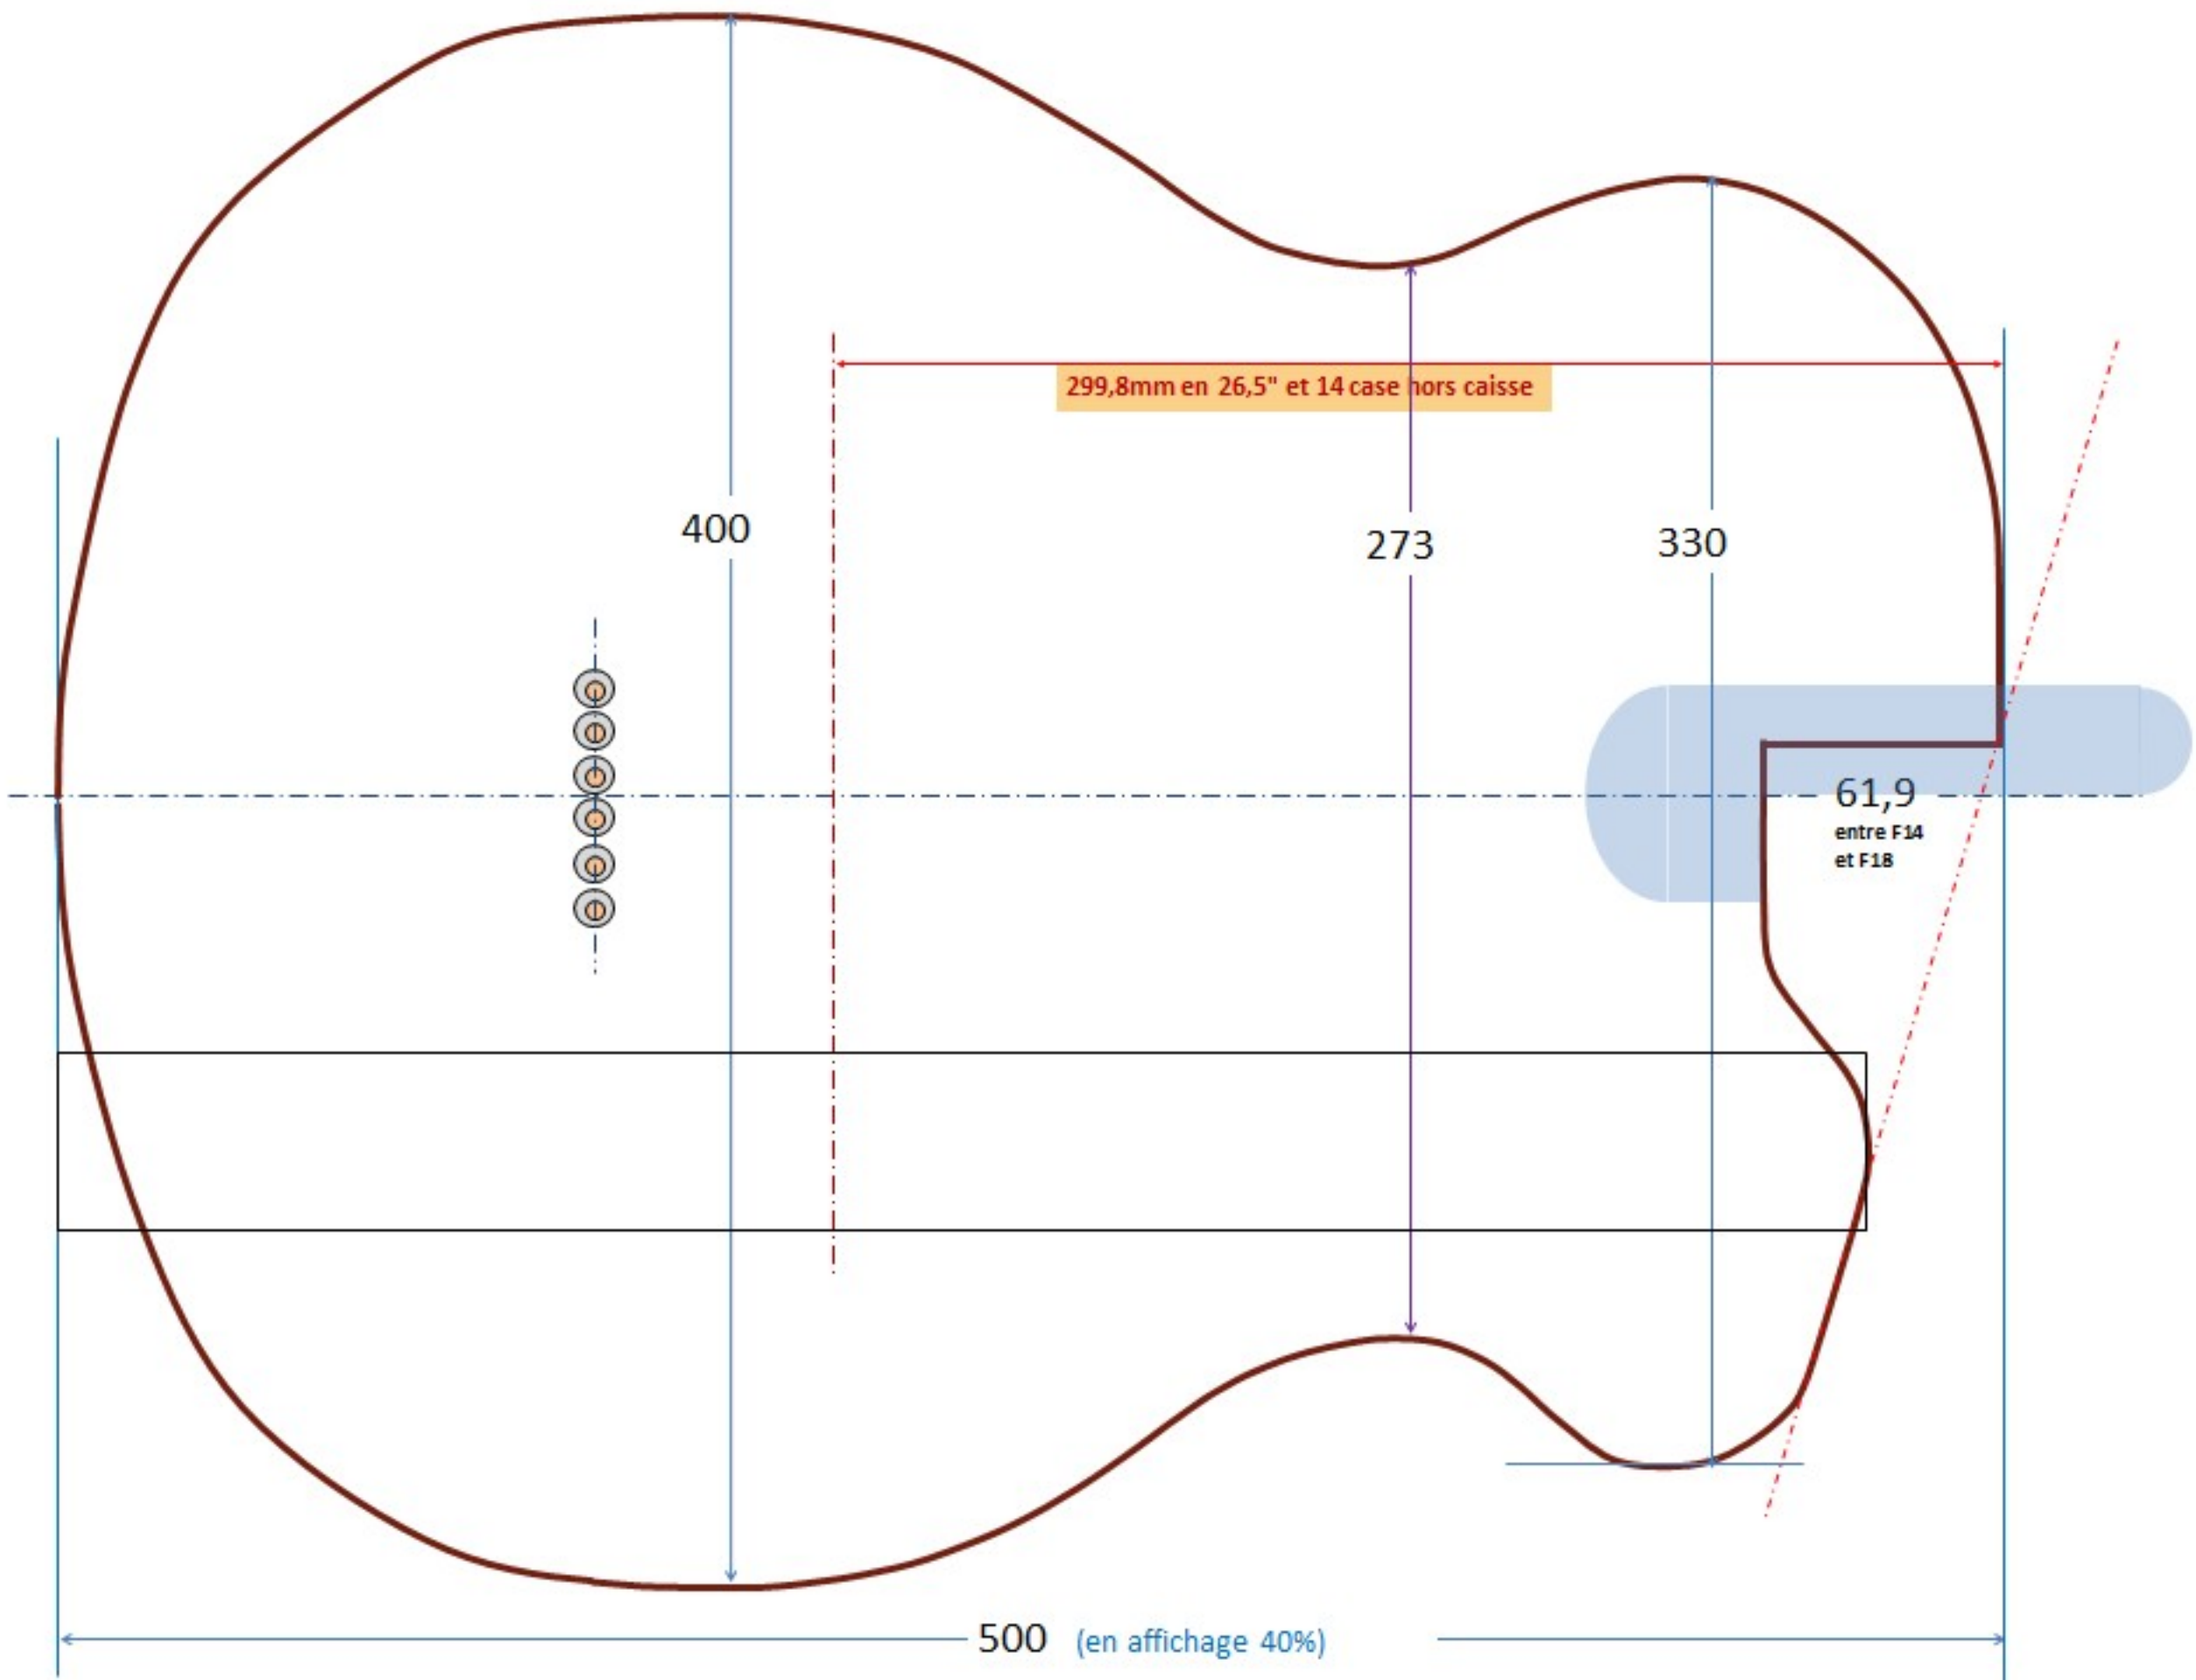 299,8mm en 26,5" et 14 case hors caisse
400
273
330
61,9
entre F14
et F18
500 (en affichage 40%)